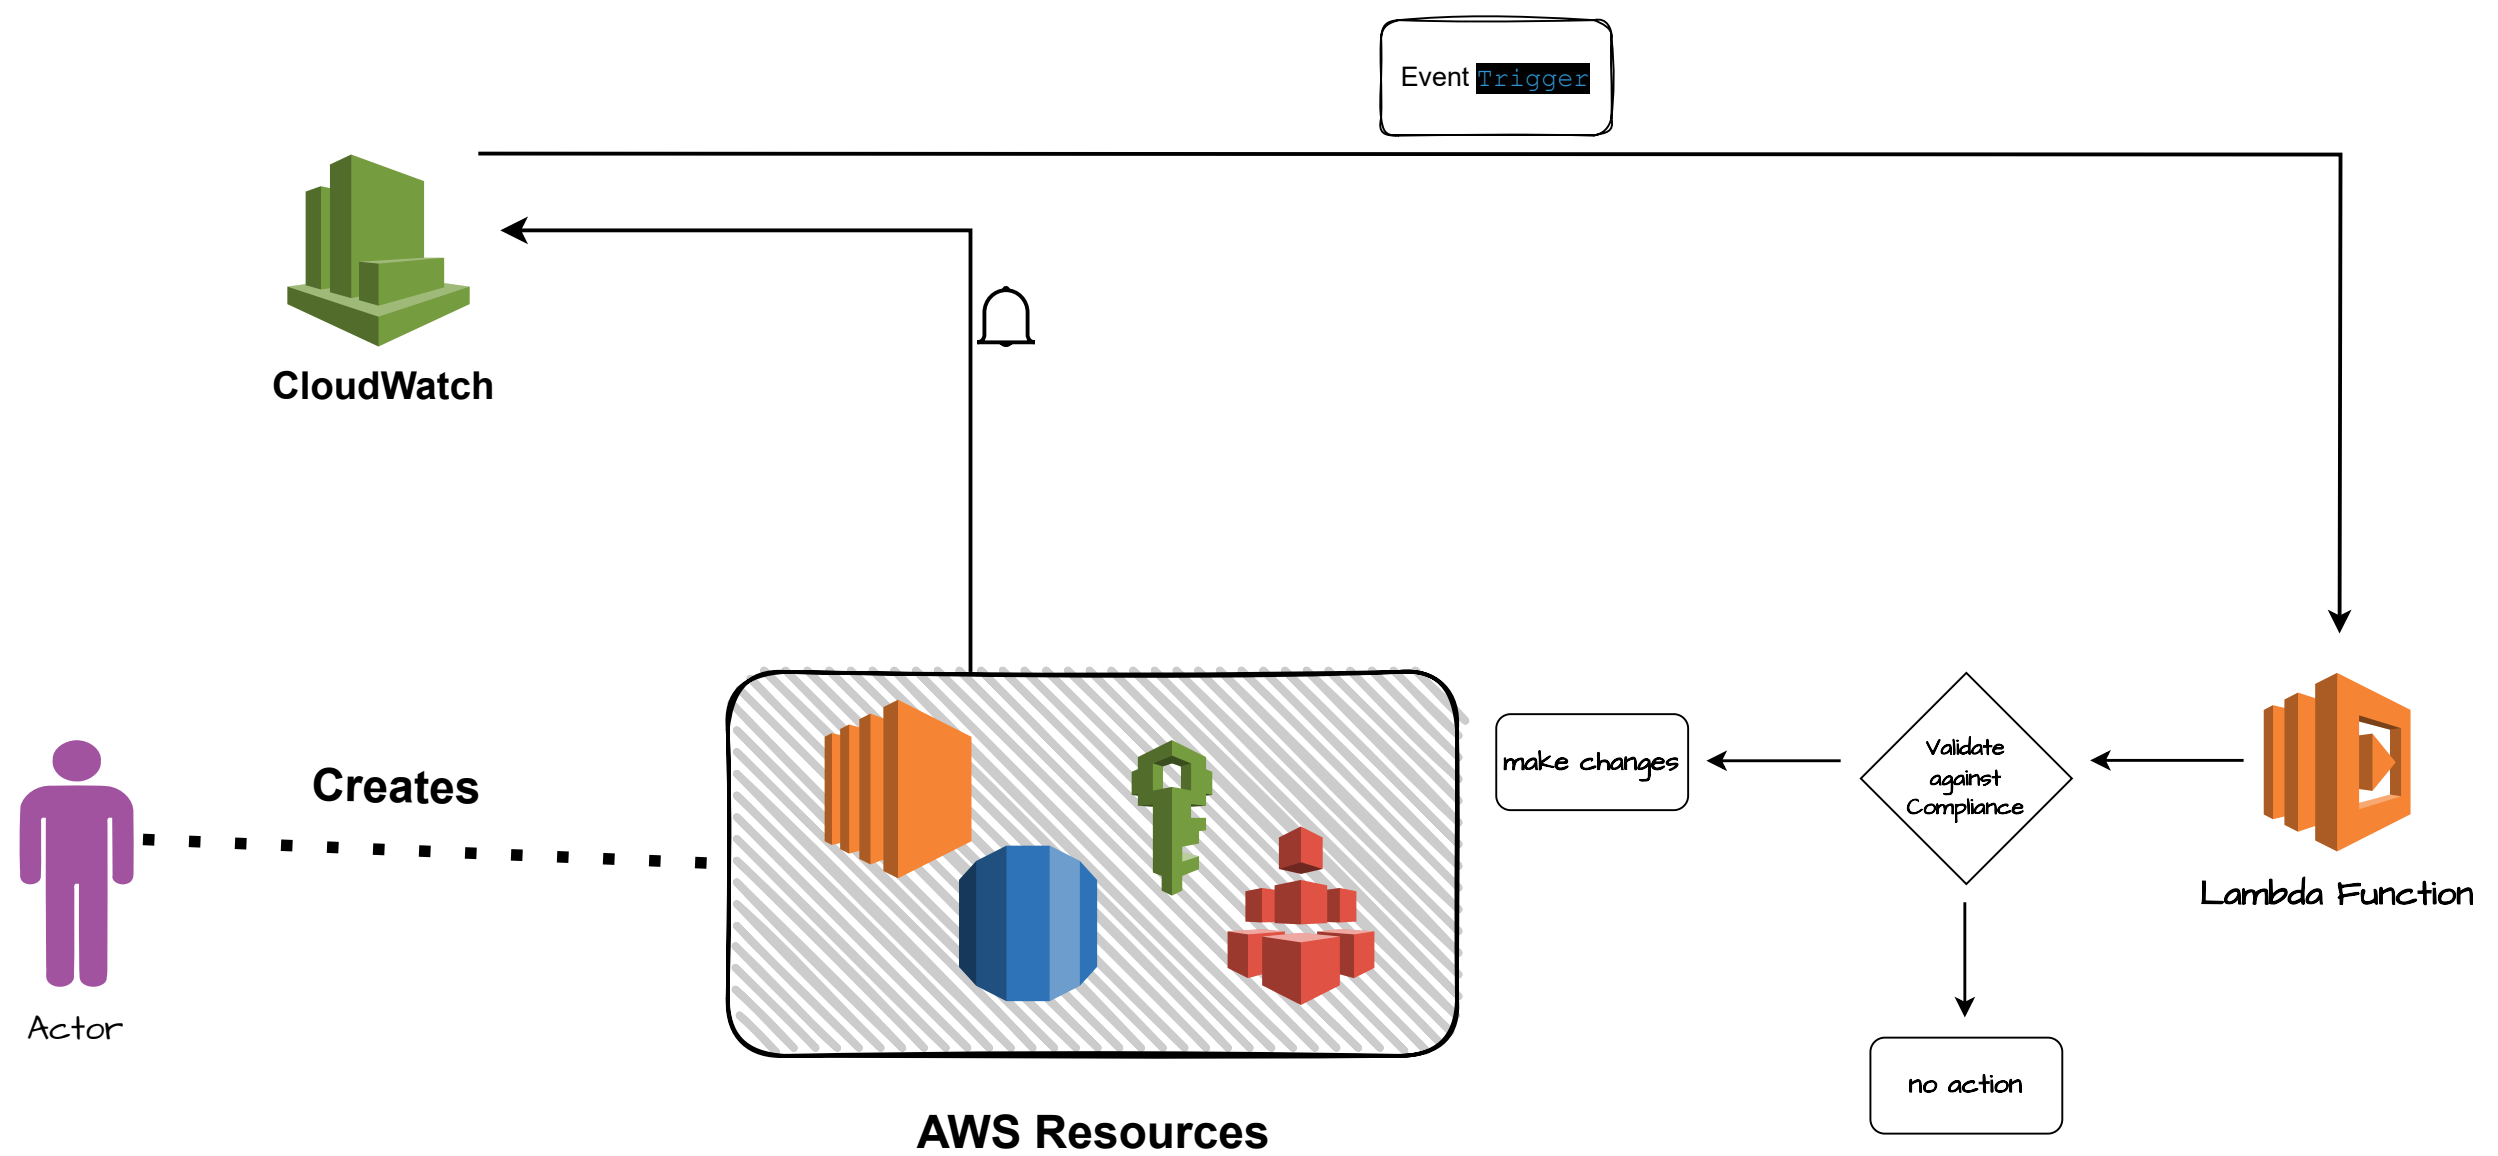 Event Trigger
CloudWatch
Creates
make changes
Validate
against
Compliance
Lambda Function
Actor
no action
AWS Resources